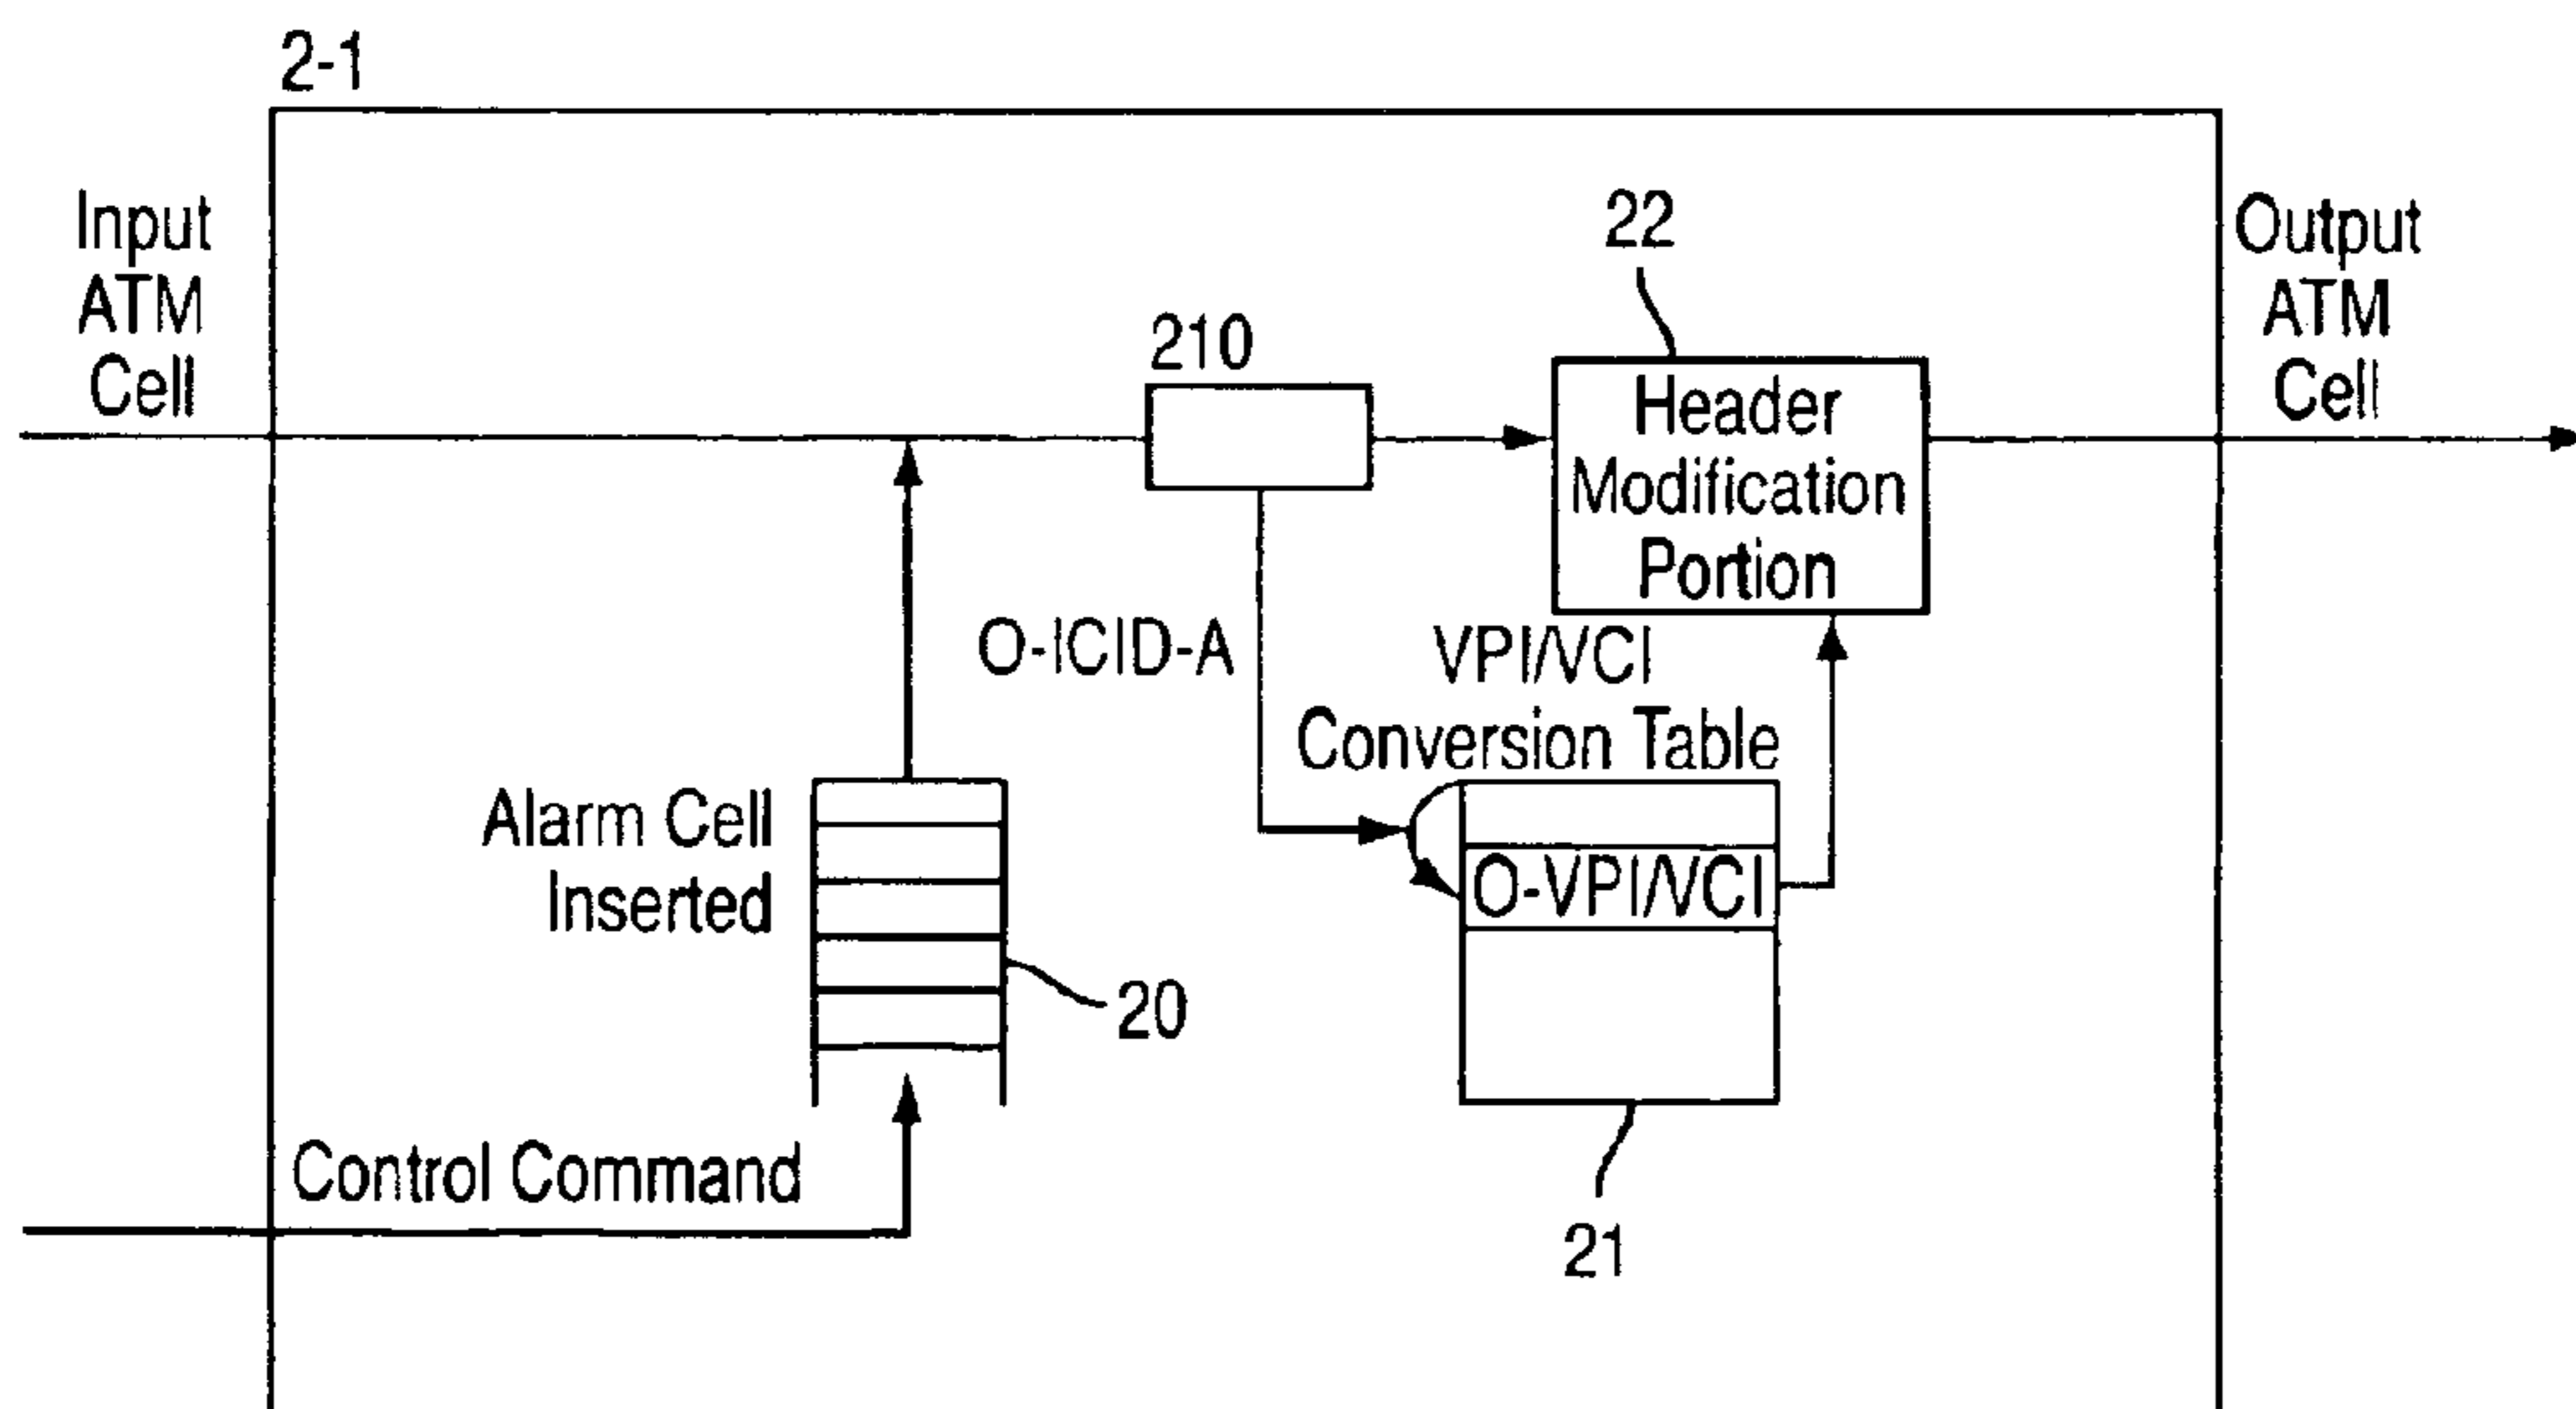 2-1
Input
ATM
Cell
22
Output
ATM
Cell
210
Header
Modification
Portion
O-ICID-A
VPI/VCI
Conversion Table
Alarm Cell
Inserted
O-VPI/VCI
20
Control Command
21